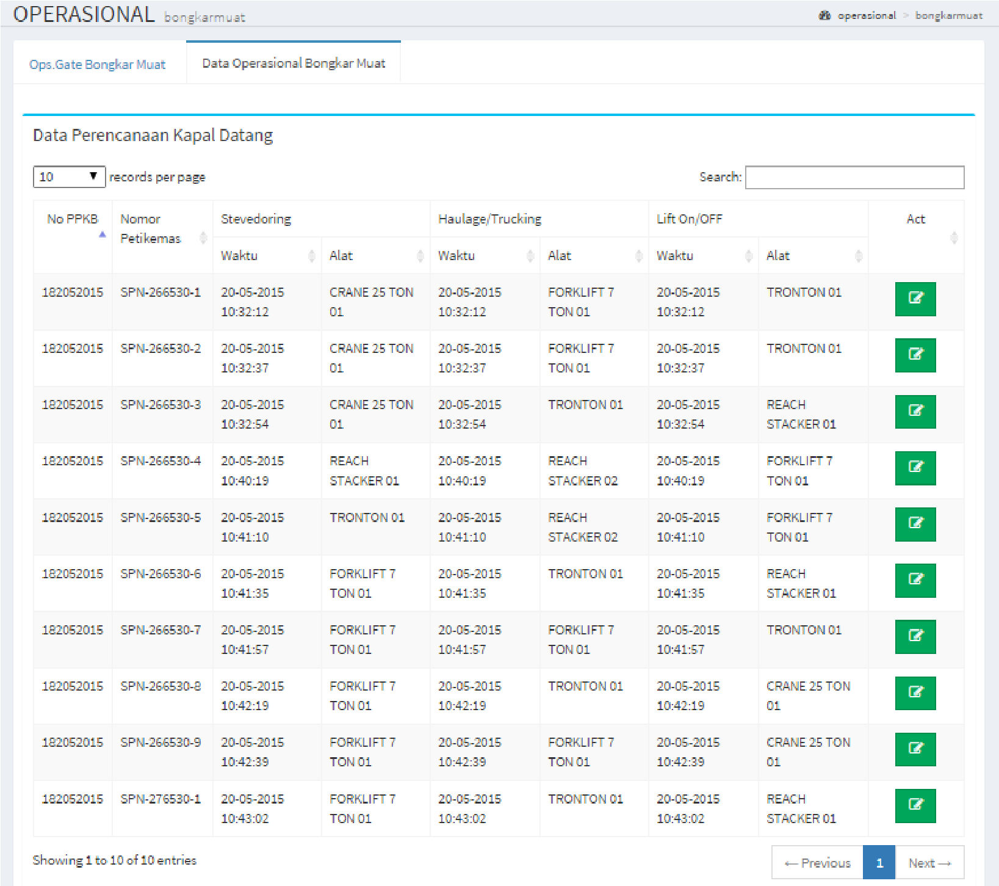 OPERASIONAL bongkarmuat
operasional > bongkarmuat
Ops.Gate Bongkar Muat
Data Operasional Bongkar Muat
Data Perencanaan Kapal Datang
10 ▼ records per page
Search:
No PPKB Nomor Petikemas Stevedoring Haulage/Trucking Lift On/OFF Act
Waktu Alat Waktu Alat Waktu Alat
182052015 SPN-266530-1 20-05-2015 10:32:12 CRANE 25 TON 01 20-05-2015 10:32:12 FORKLIFT 7 TON 01 20-05-2015 10:32:12 TRONTON 01
182052015 SPN-266530-2 20-05-2015 10:32:37 CRANE 25 TON 01 20-05-2015 10:32:37 FORKLIFT 7 TON 01 20-05-2015 10:32:37 TRONTON 01
182052015 SPN-266530-3 20-05-2015 10:32:54 CRANE 25 TON 01 20-05-2015 10:32:54 TRONTON 01 20-05-2015 10:32:54 REACH STACKER 01
182052015 SPN-266530-4 20-05-2015 10:40:19 REACH STACKER 01 20-05-2015 10:40:19 REACH STACKER 02 20-05-2015 10:40:19 FORKLIFT 7 TON 01
182052015 SPN-266530-5 20-05-2015 10:41:10 TRONTON 01 20-05-2015 10:41:10 REACH STACKER 02 20-05-2015 10:41:10 FORKLIFT 7 TON 01
182052015 SPN-266530-6 20-05-2015 10:41:35 FORKLIFT 7 TON 01 20-05-2015 10:41:35 TRONTON 01 20-05-2015 10:41:35 REACH STACKER 01
182052015 SPN-266530-7 20-05-2015 10:41:57 FORKLIFT 7 TON 01 20-05-2015 10:41:57 FORKLIFT 7 TON 01 20-05-2015 10:41:57 TRONTON 01
182052015 SPN-266530-8 20-05-2015 10:42:19 FORKLIFT 7 TON 01 20-05-2015 10:42:19 TRONTON 01 20-05-2015 10:42:19 CRANE 25 TON 01
182052015 SPN-266530-9 20-05-2015 10:42:39 FORKLIFT 7 TON 01 20-05-2015 10:42:39 FORKLIFT 7 TON 01 20-05-2015 10:42:39 CRANE 25 TON 01
182052015 SPN-276530-1 20-05-2015 10:43:02 FORKLIFT 7 TON 01 20-05-2015 10:43:02 TRONTON 01 20-05-2015 10:43:02 REACH STACKER 01
Showing 1 to 10 of 10 entries
← Previous 1 Next →